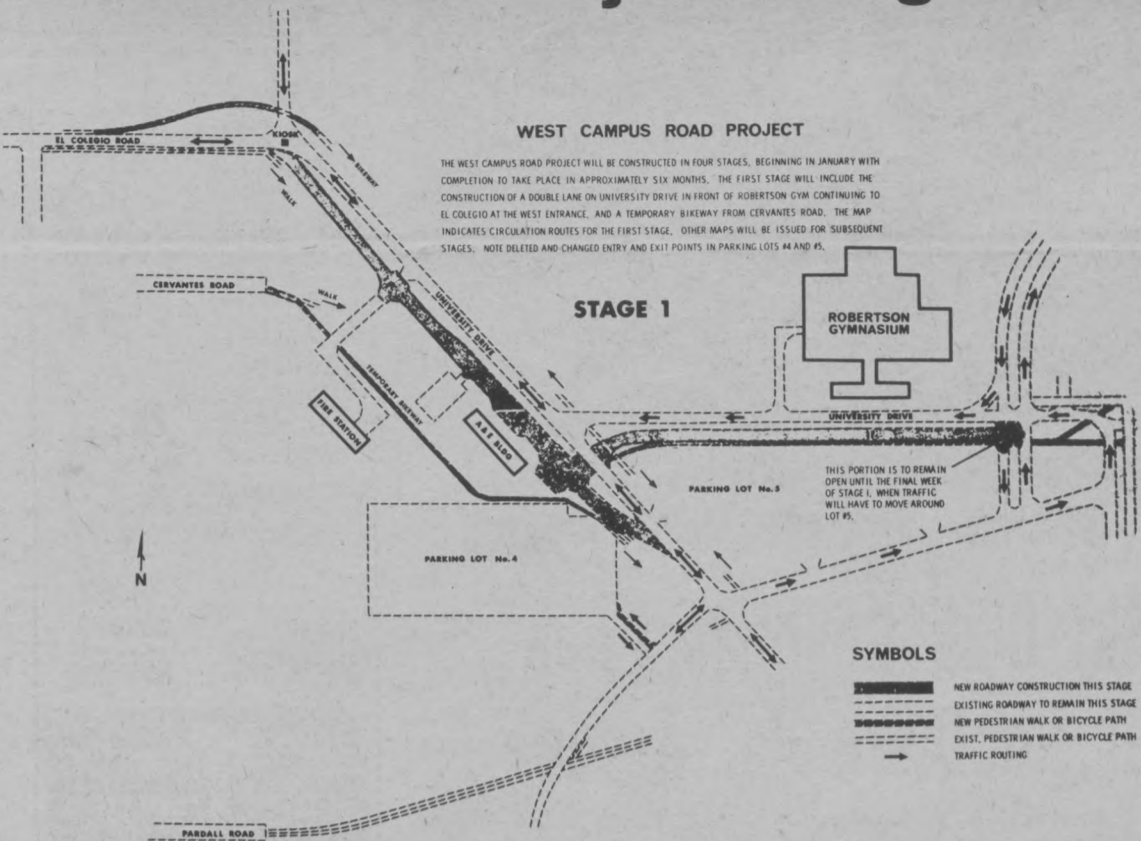 WEST CAMPUS ROAD PROJECT
THE WEST CAMPUS ROAD PROJECT WILL BE CONSTRUCTED IN FOUR STAGES, BEGINNING IN JANUARY WITH
COMPLETION TO TAKE PLACE IN APPROXIMATELY SIX MONTHS. THE FIRST STAGE WILL INCLUDE THE
CONSTRUCTION OF A DOUBLE LANE ON UNIVERSITY DRIVE IN FRONT OF ROBERTSON GYM CONTINUING TO
EL COLEGIO AT THE WEST ENTRANCE, AND A TEMPORARY BIKEWAY FROM CERVANTES ROAD. THE MAP
INDICATES CIRCULATION ROUTES FOR THE FIRST STAGE. OTHER MAPS WILL BE ISSUED FOR SUBSEQUENT
STAGES. NOTE DELETED AND CHANGED ENTRY AND EXIT POINTS IN PARKING LOTS #4 AND #5.
STAGE 1
EL COLEGIO ROAD
KIOSK
BIKEWAY
WALK
CERVANTES ROAD
WALK
UNIVERSITY DRIVE
ROBERTSON
GYMNASIUM
TEMPORARY BIKEWAY
FIRE STATION
A & E BLDG
UNIVERSITY DRIVE
PARKING LOT No. 5
THIS PORTION IS TO REMAIN
OPEN UNTIL THE FINAL WEEK
OF STAGE I, WHEN TRAFFIC
WILL HAVE TO MOVE AROUND
LOT #5.
PARKING LOT No. 4
N
SYMBOLS
NEW ROADWAY CONSTRUCTION THIS STAGE
EXISTING ROADWAY TO REMAIN THIS STAGE
NEW PEDESTRIAN WALK OR BICYCLE PATH
EXIST. PEDESTRIAN WALK OR BICYCLE PATH
TRAFFIC ROUTING
PARDALL ROAD